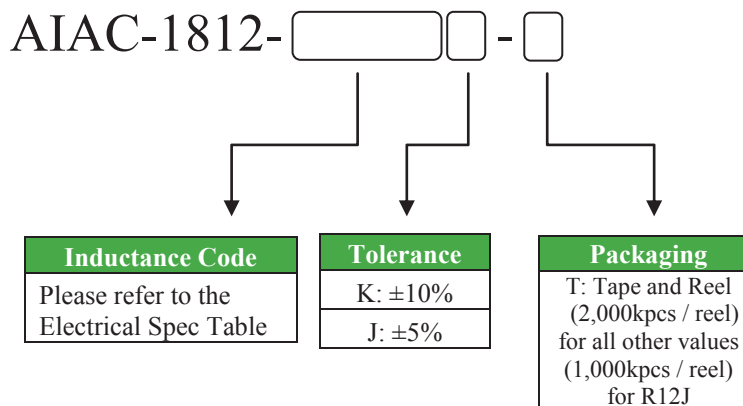 AIAC-1812- -
Inductance Code
Please refer to the
Electrical Spec Table
Tolerance
K: ±10%
J: ±5%
Packaging
T: Tape and Reel
(2,000kpcs / reel)
for all other values
(1,000kpcs / reel)
for R12J